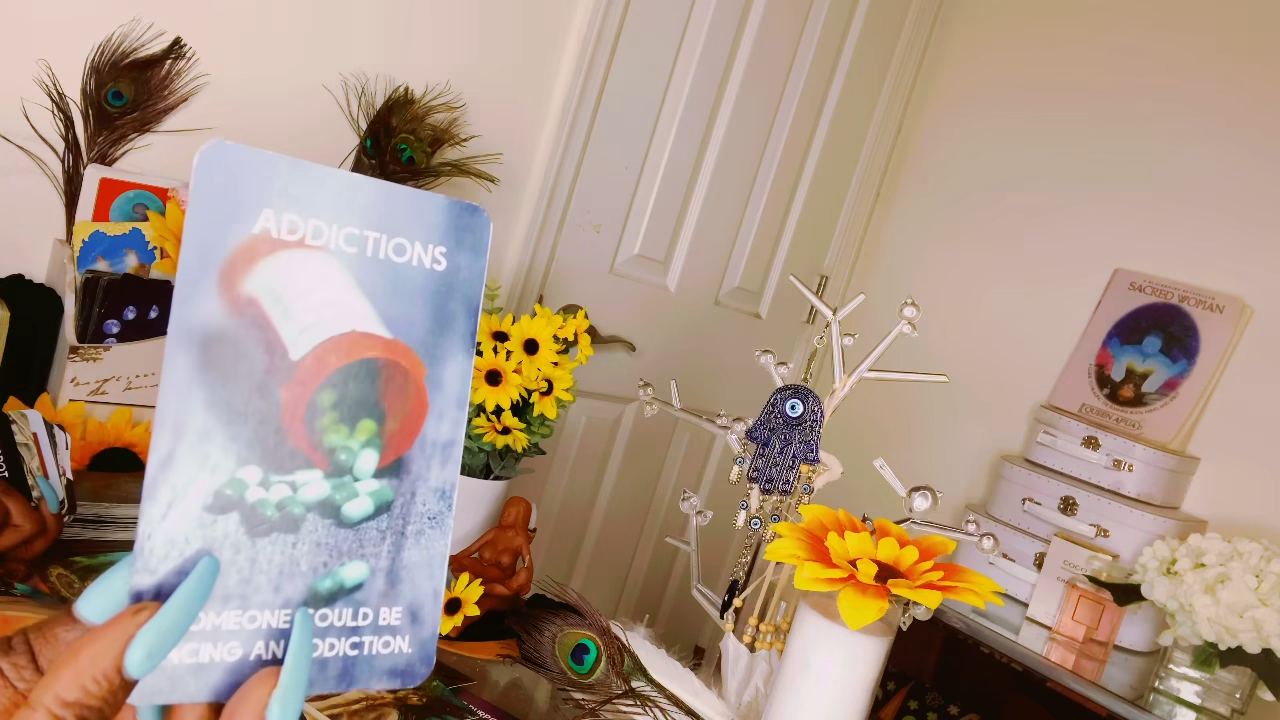 ADDICTIONS
SOMEONE COULD BE
FACING AN ADDICTION.
SACRED WOMAN
QUEEN AFUA
COCO